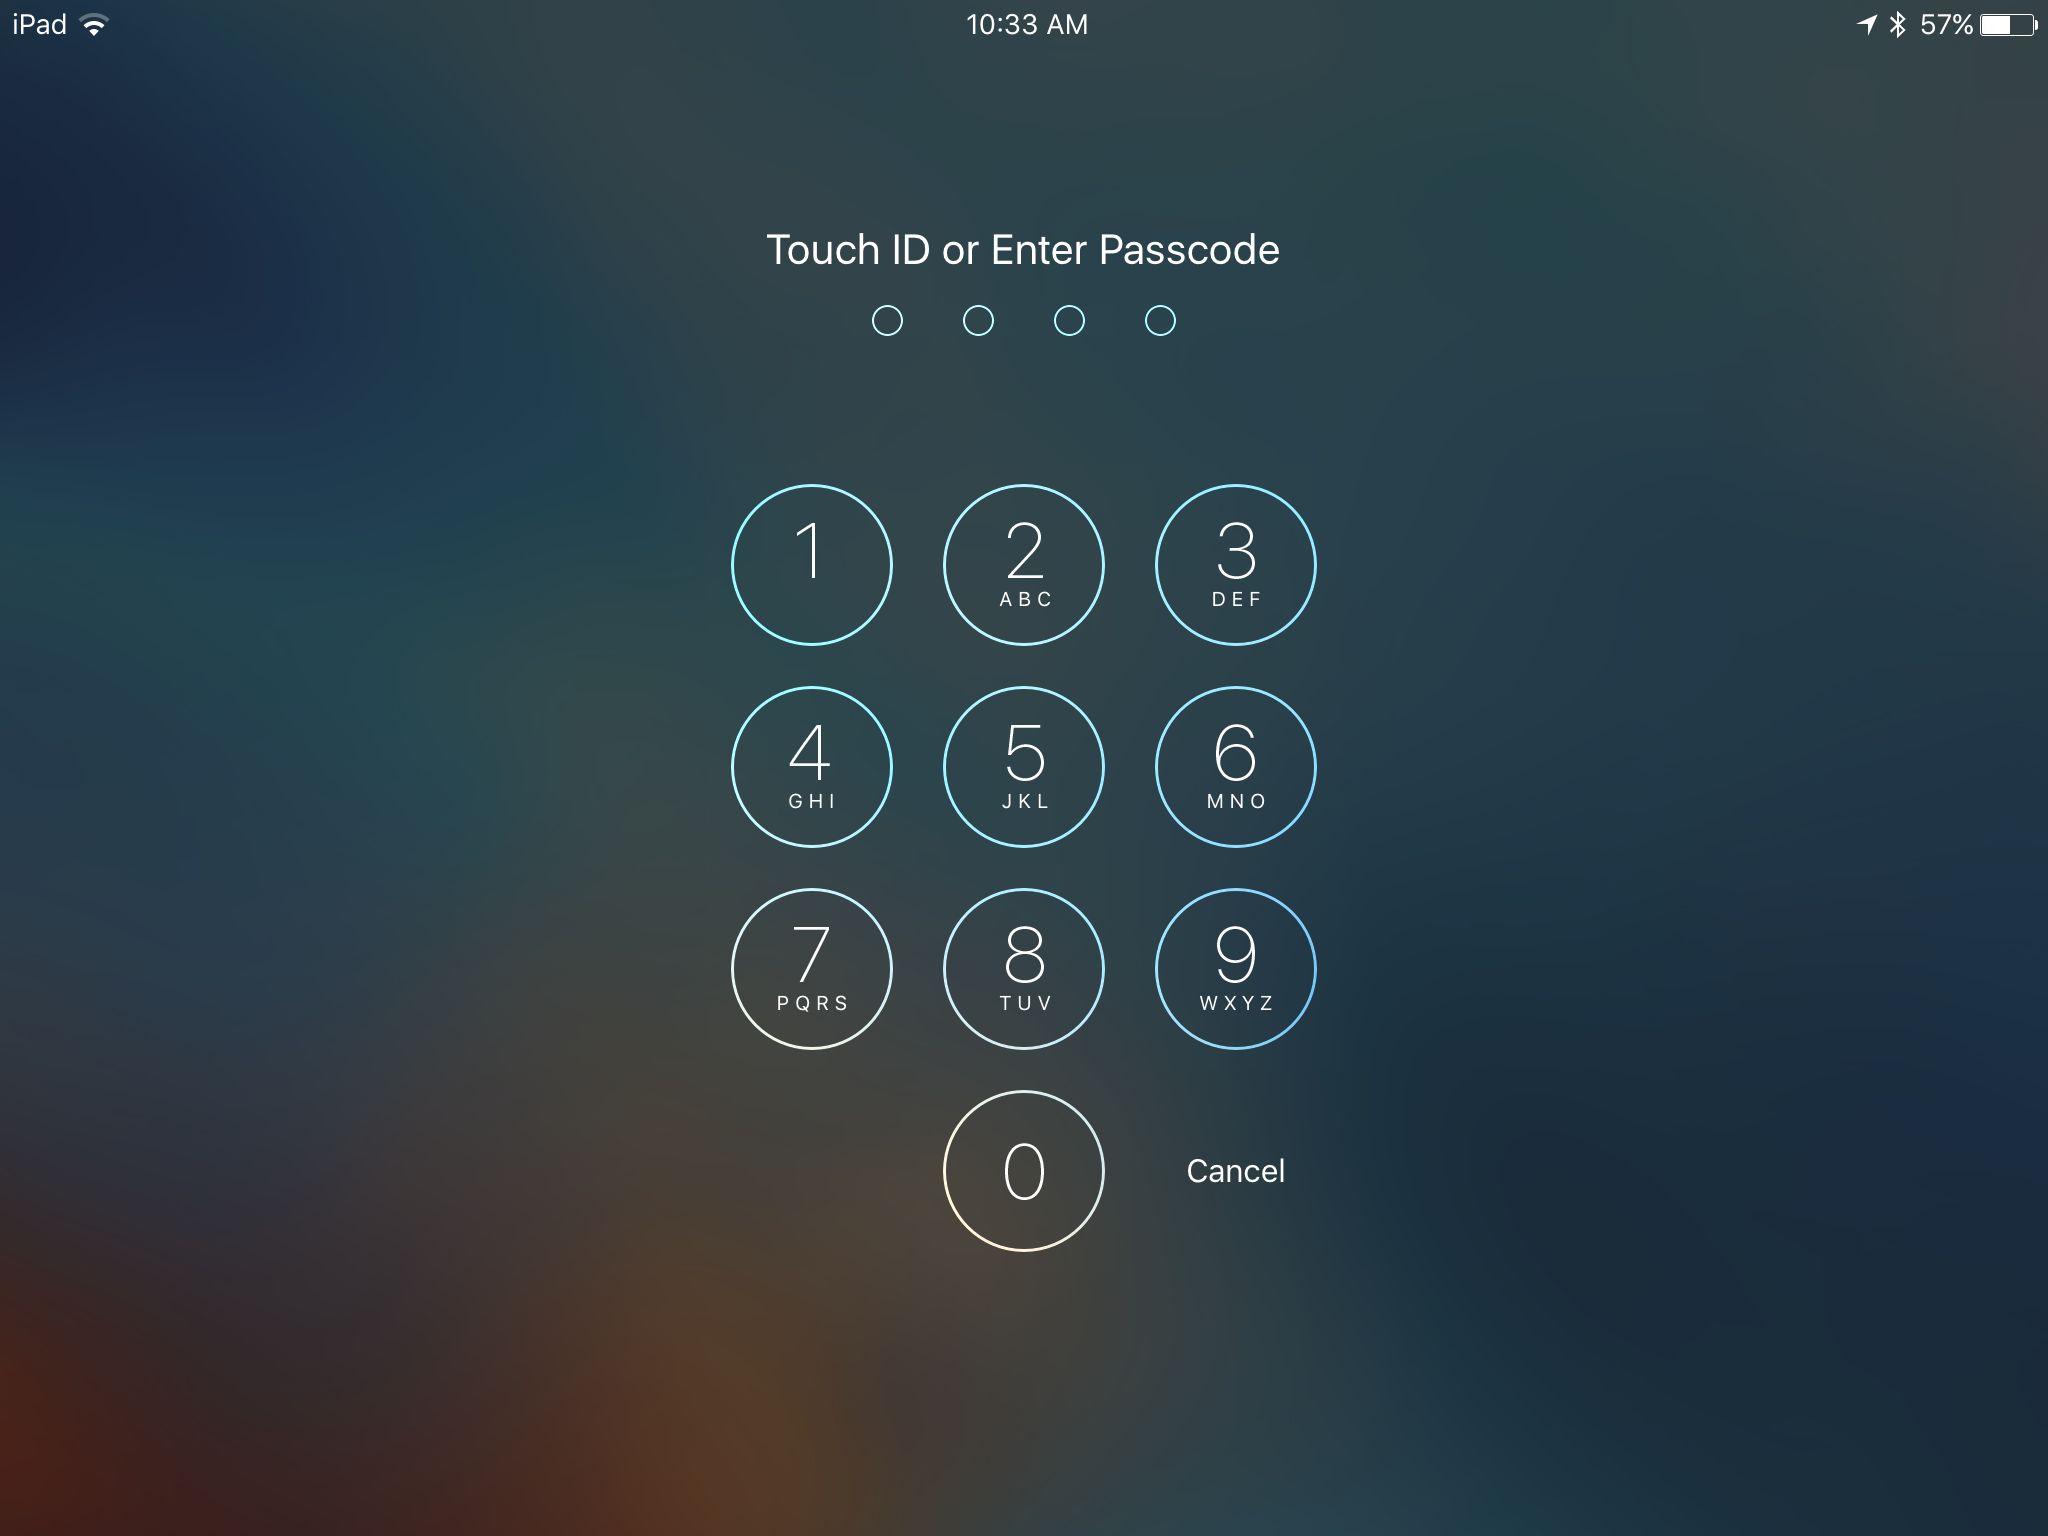 iPad 10:33 AM 57%
Touch ID or Enter Passcode
1 2 3
ABC DEF
4 5 6
GHI JKL MNO
7 8 9
PQRS TUV WXYZ
0 Cancel